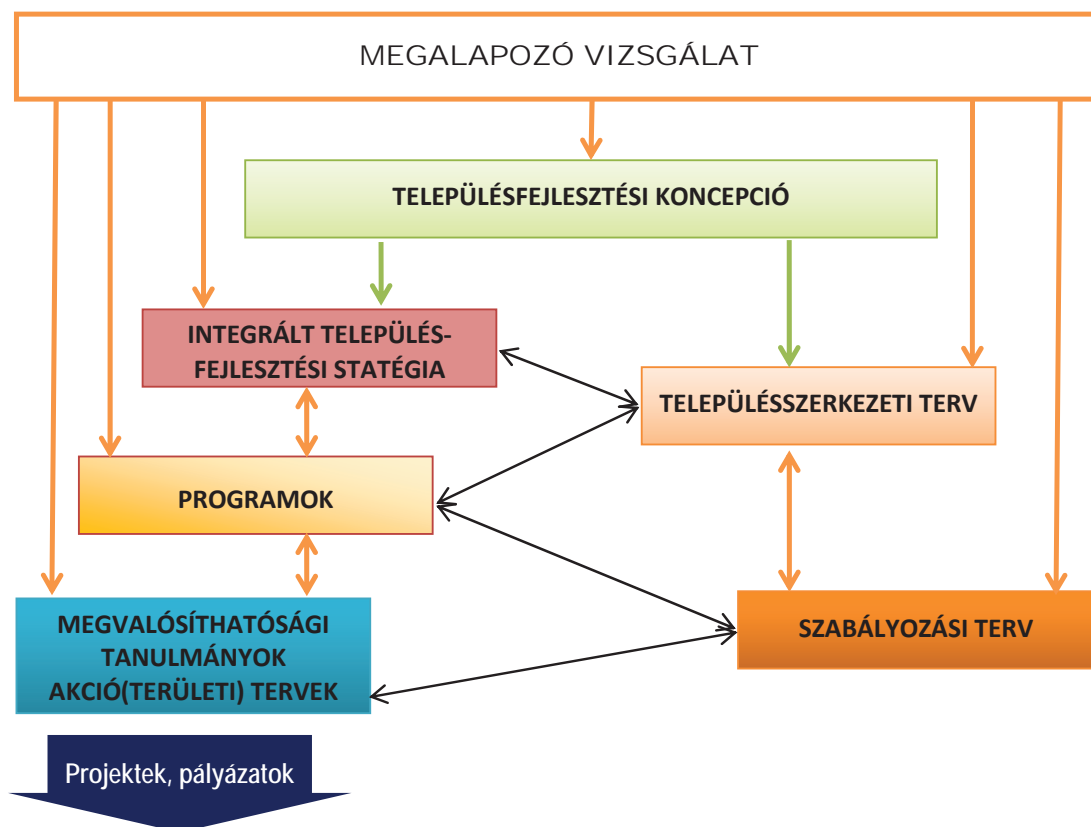 MEGALAPOZÓ VIZSGÁLAT
TELEPÜLÉSFEJLESZTÉSI KONCEPCIÓ
INTEGRÁLT TELEPÜLÉS-
FEJLESZTÉSI STATÉGIA
TELEPÜLÉSSZERKEZETI TERV
PROGRAMOK
MEGVALÓSÍTHATÓSÁGI
TANULMÁNYOK
AKCIÓ(TERÜLETI) TERVEK
SZABÁLYOZÁSI TERV
Projektek, pályázatok